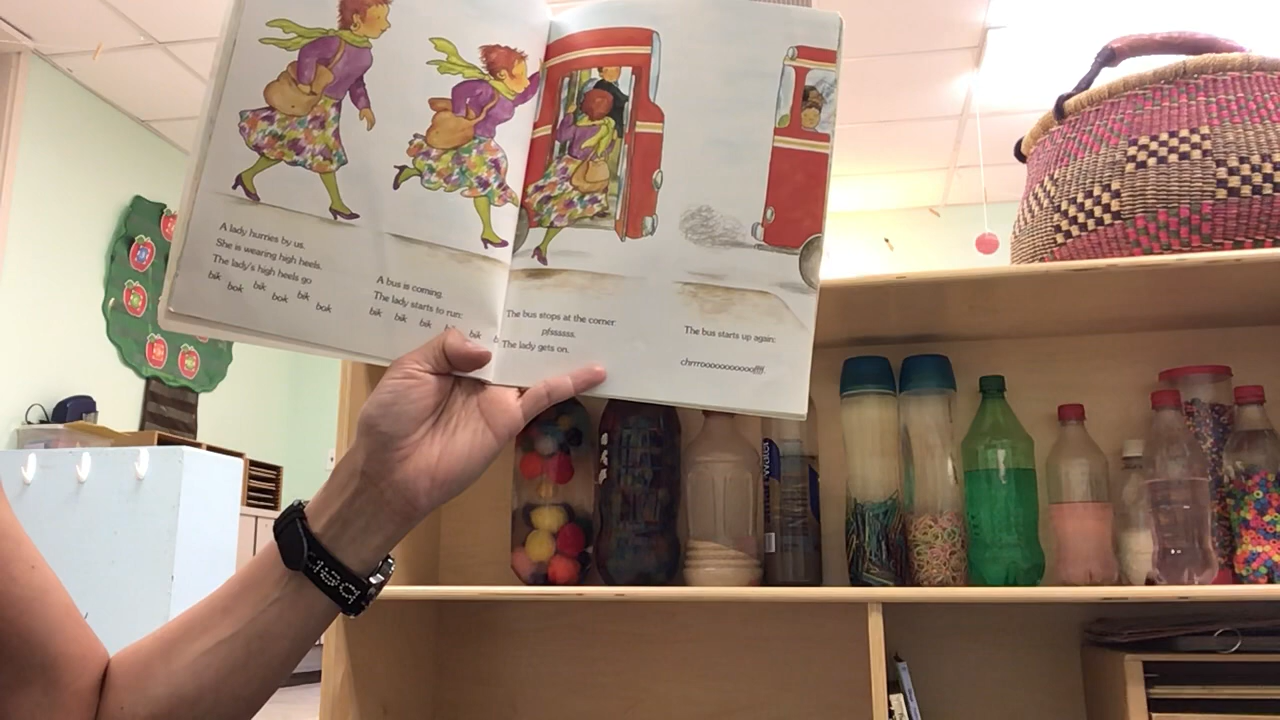 A lady hurries by us.
She is wearing high heels.
The lady's high heels go
bik bok bik bok bik bok
A bus is coming.
The lady starts to run:
bik bik bik bik
The bus stops at the corner:
pfssssss.
The lady gets on.
The bus starts up again:
chrrrooooooooooofffff.